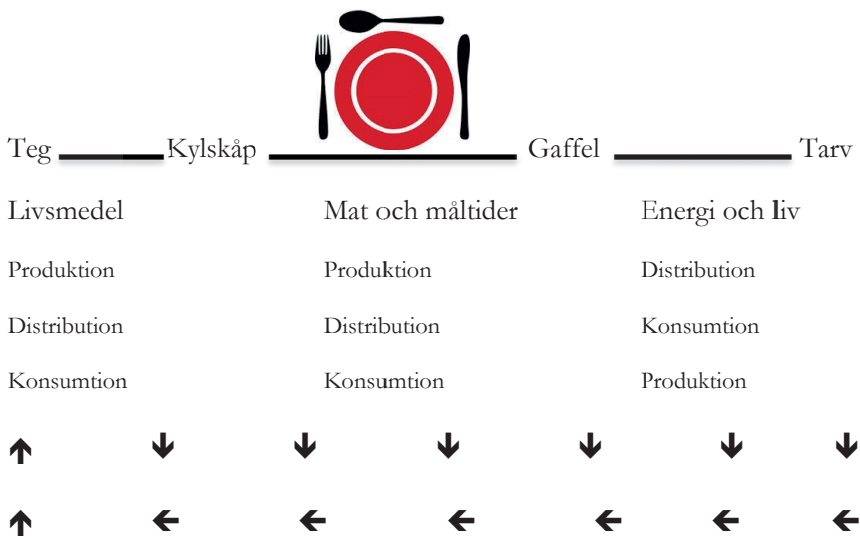 Teg Kylskåp Gaffel Tarv
Livsmedel Mat och måltider Energi och liv
Produktion Produktion Distribution
Distribution Distribution Konsumtion
Konsumtion Konsumtion Produktion
↑ ↓ ↓ ↓ ↓ ↓ ↓
↑ ← ← ← ← ← ←